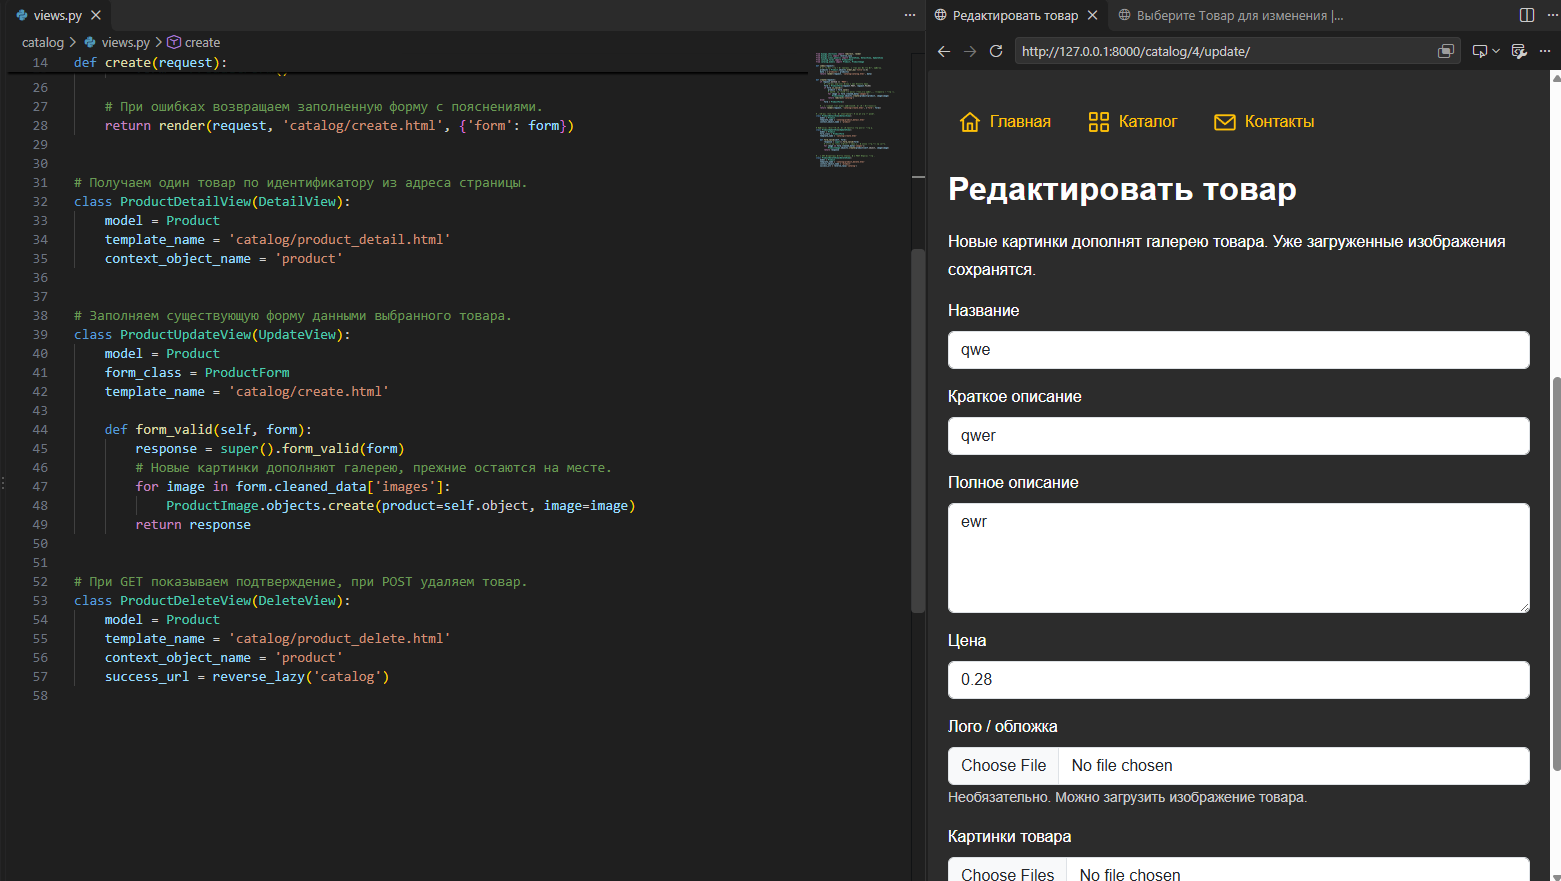 views.py
catalog > views.py > create
14 def create(request):
26
27 # При ошибках возвращаем заполненную форму с пояснениями.
28 return render(request, 'catalog/create.html', {'form': form})
29
30
31 # Получаем один товар по идентификатору из адреса страницы.
32 class ProductDetailView(DetailView):
33 model = Product
34 template_name = 'catalog/product_detail.html'
35 context_object_name = 'product'
36
37
38 # Заполняем существующую форму данными выбранного товара.
39 class ProductUpdateView(UpdateView):
40 model = Product
41 form_class = ProductForm
42 template_name = 'catalog/create.html'
43
44 def form_valid(self, form):
45 response = super().form_valid(form)
46 # Новые картинки дополняют галерею, прежние остаются на месте.
47 for image in form.cleaned_data['images']:
48 ProductImage.objects.create(product=self.object, image=image)
49 return response
50
51
52 # При GET показываем подтверждение, при POST удаляем товар.
53 class ProductDeleteView(DeleteView):
54 model = Product
55 template_name = 'catalog/product_delete.html'
56 context_object_name = 'product'
57 success_url = reverse_lazy('catalog')
58
Редактировать товар
Выберите Товар для изменения |...
http://127.0.0.1:8000/catalog/4/update/
Главная Каталог Контакты
Редактировать товар
Новые картинки дополнят галерею товара. Уже загруженные изображения
сохранятся.
Название
qwe
Краткое описание
qwer
Полное описание
ewr
Цена
0.28
Лого / обложка
Choose File No file chosen
Необязательно. Можно загрузить изображение товара.
Картинки товара
Choose Files No file chosen